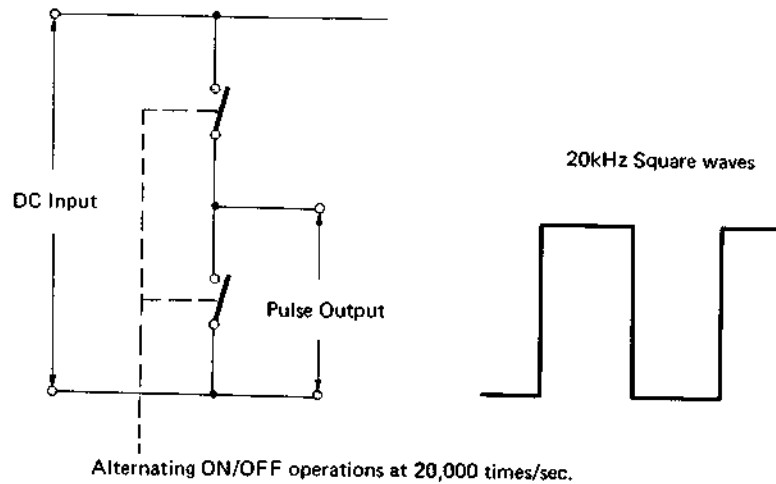 20kHz Square waves
DC Input
Pulse Output
Alternating ON/OFF operations at 20,000 times/sec.